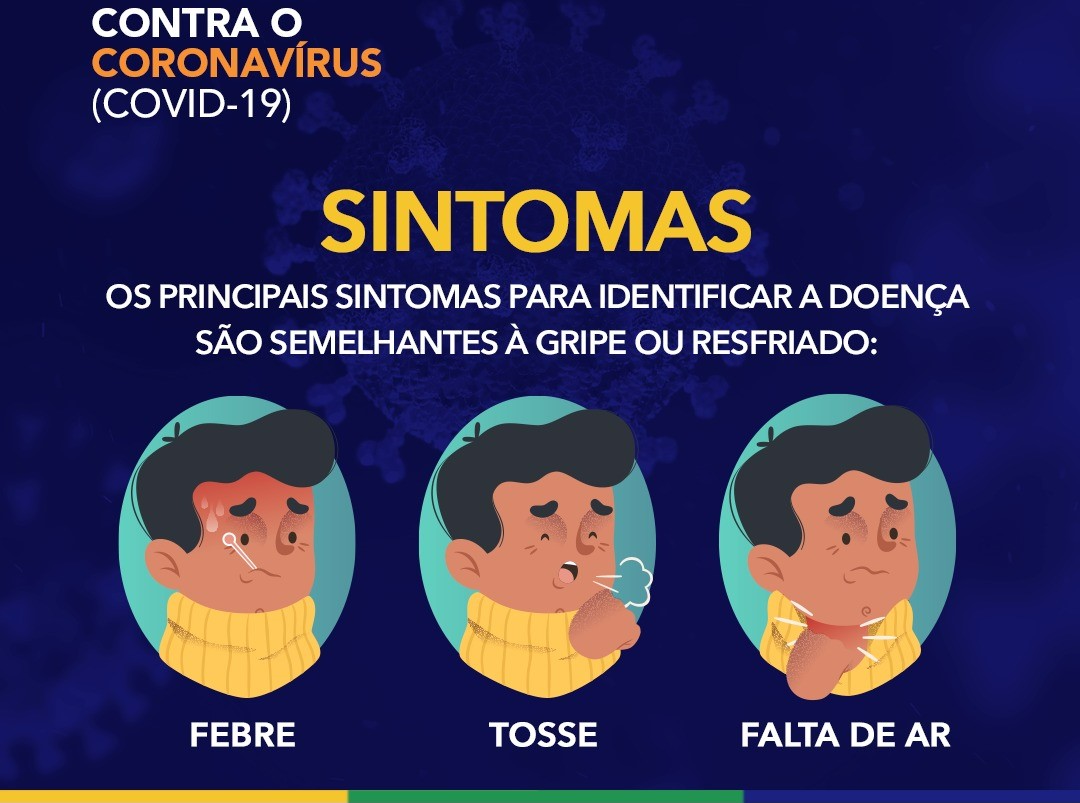 CONTRA O
CORONAVÍRUS
(COVID-19)
SINTOMAS
OS PRINCIPAIS SINTOMAS PARA IDENTIFICAR A DOENÇA
SÃO SEMELHANTES À GRIPE OU RESFRIADO:
FEBRE
TOSSE
FALTA DE AR